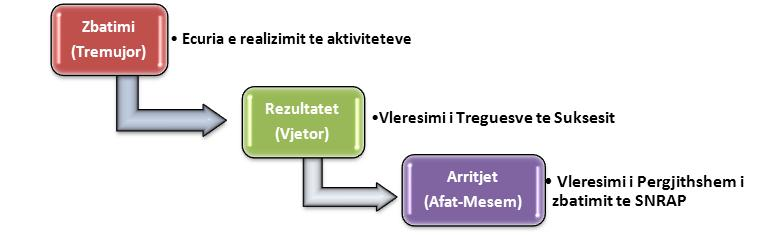 Zbatimi
(Tremujor)
• Ecuria e realizimit te aktiviteteve
Rezultatet
(Vjetor)
•Vleresimi i Treguesve te Suksesit
Arritjet
(Afat-Mesem)
• Vleresimi i Pergjithshem i
zbatimit te SNRAP